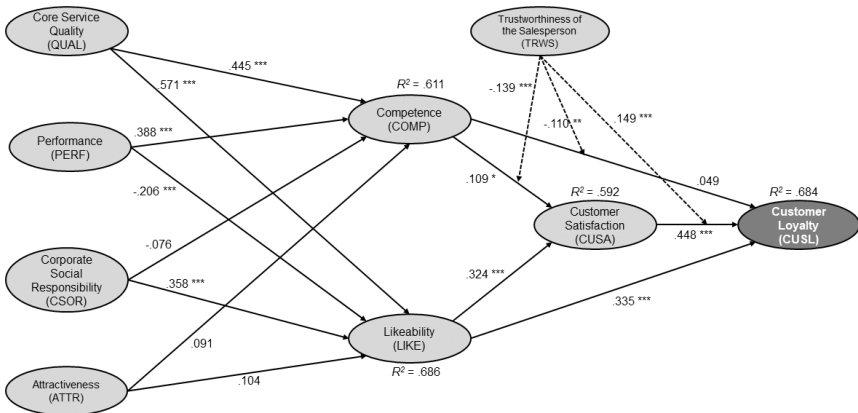 Core Service
Quality
(QUAL)
Trustworthiness of
the Salesperson
(TRWS)
.445 ***
.571 ***
R² = .611
-.139 ***
.149 ***
-.110 **
Competence
(COMP)
Performance
(PERF)
.388 ***
-.206 ***
.109 *
.049
R² = .592
R² = .684
Customer
Satisfaction
(CUSA)
.448 ***
Customer
Loyalty
(CUSL)
-.076
Corporate
Social
Responsibility
(CSOR)
.358 ***
.324 ***
.335 ***
.091
Likeability
(LIKE)
R² = .686
Attractiveness
(ATTR)
.104